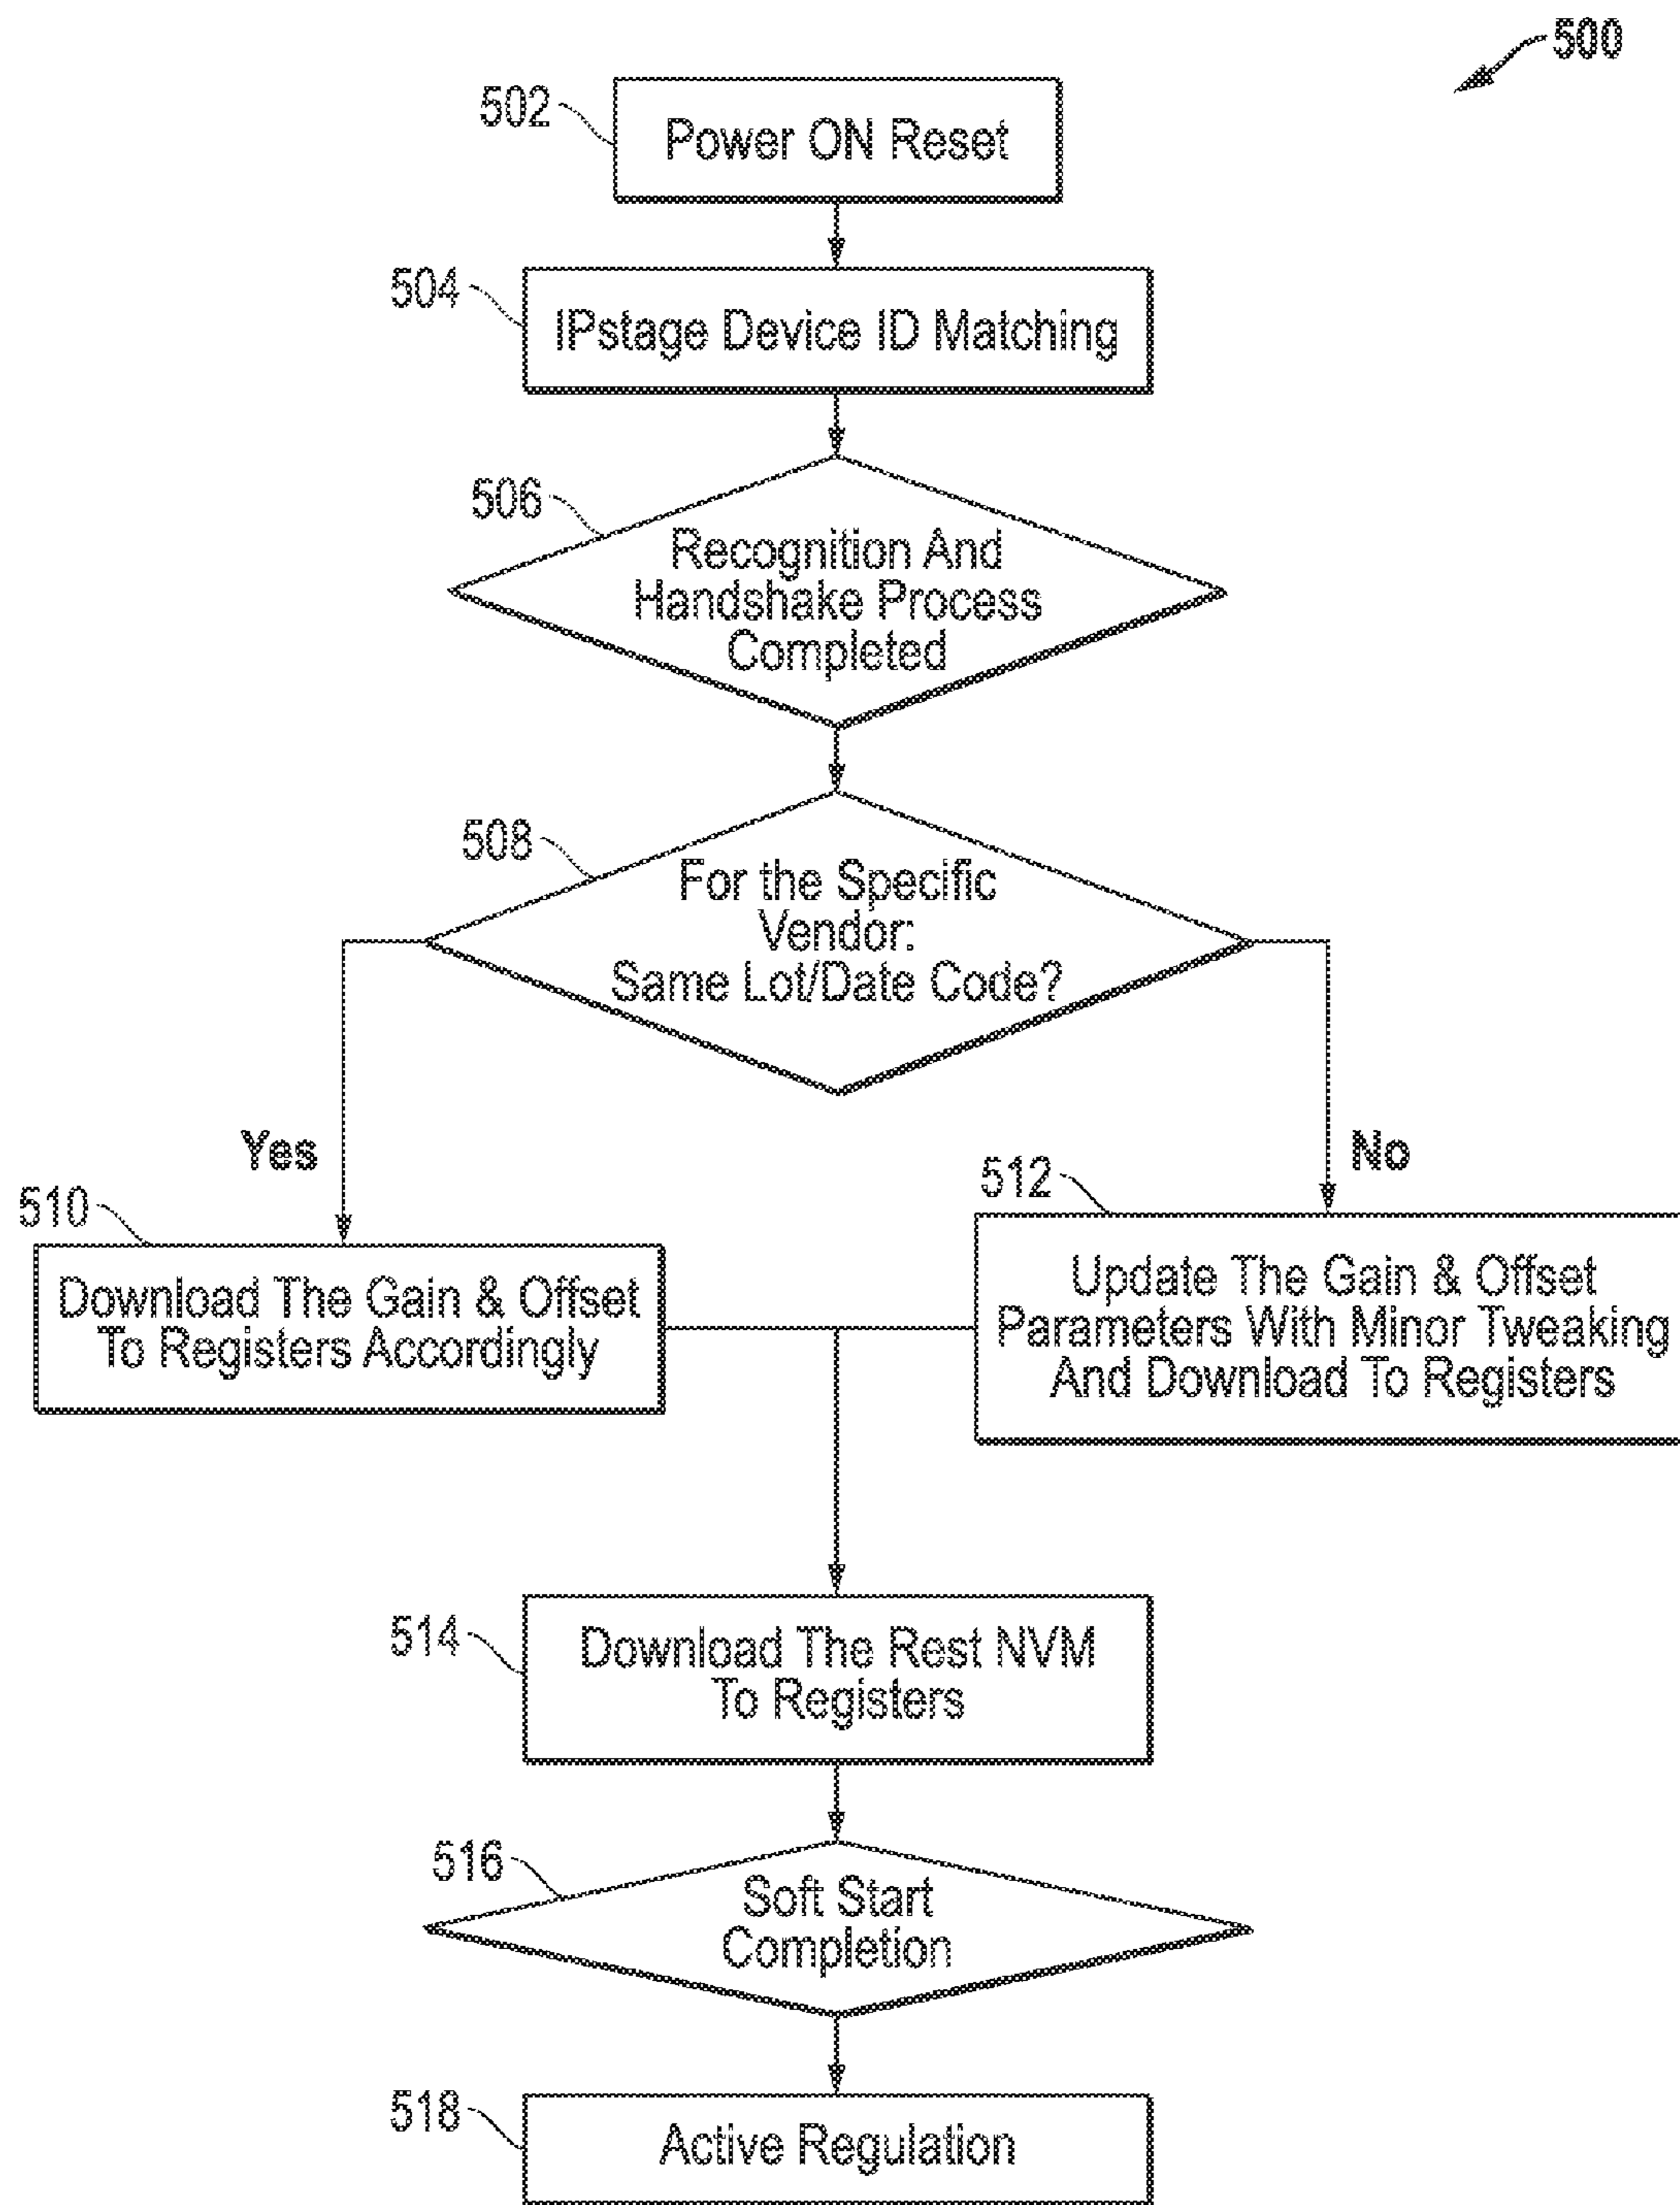 500
502
Power ON Reset
504
IPstage Device ID Matching
506
Recognition And
Handshake Process
Completed
508
For the Specific
Vendor:
Same Lot/Date Code?
Yes
No
510
512
Download The Gain & Offset
To Registers Accordingly
Update The Gain & Offset
Parameters With Minor Tweaking
And Download To Registers
514
Download The Rest NVM
To Registers
516
Soft Start
Completion
518
Active Regulation